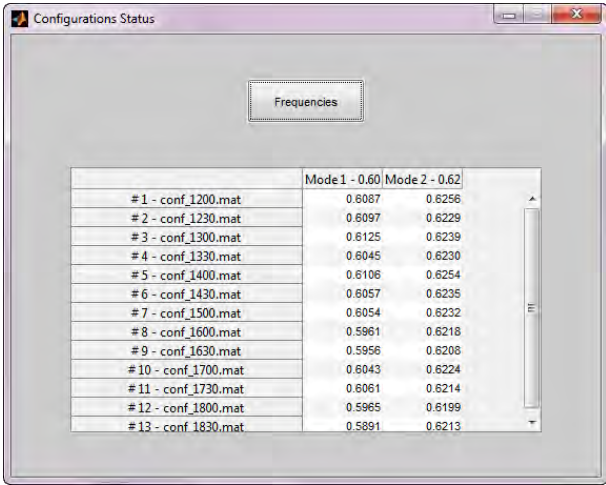 Configurations Status
Frequencies
Mode 1 - 0.60 Mode 2 - 0.62
# 1 - conf_1200.mat 0.6087 0.6256
# 2 - conf_1230.mat 0.6097 0.6229
# 3 - conf_1300.mat 0.6125 0.6239
# 4 - conf_1330.mat 0.6045 0.6230
# 5 - conf_1400.mat 0.6106 0.6254
# 6 - conf_1430.mat 0.6057 0.6235
# 7 - conf_1500.mat 0.6054 0.6232
# 8 - conf_1600.mat 0.5961 0.6218
# 9 - conf_1630.mat 0.5956 0.6208
# 10 - conf_1700.mat 0.6043 0.6224
# 11 - conf_1730.mat 0.6061 0.6214
# 12 - conf_1800.mat 0.5965 0.6199
# 13 - conf_1830.mat 0.5891 0.6213